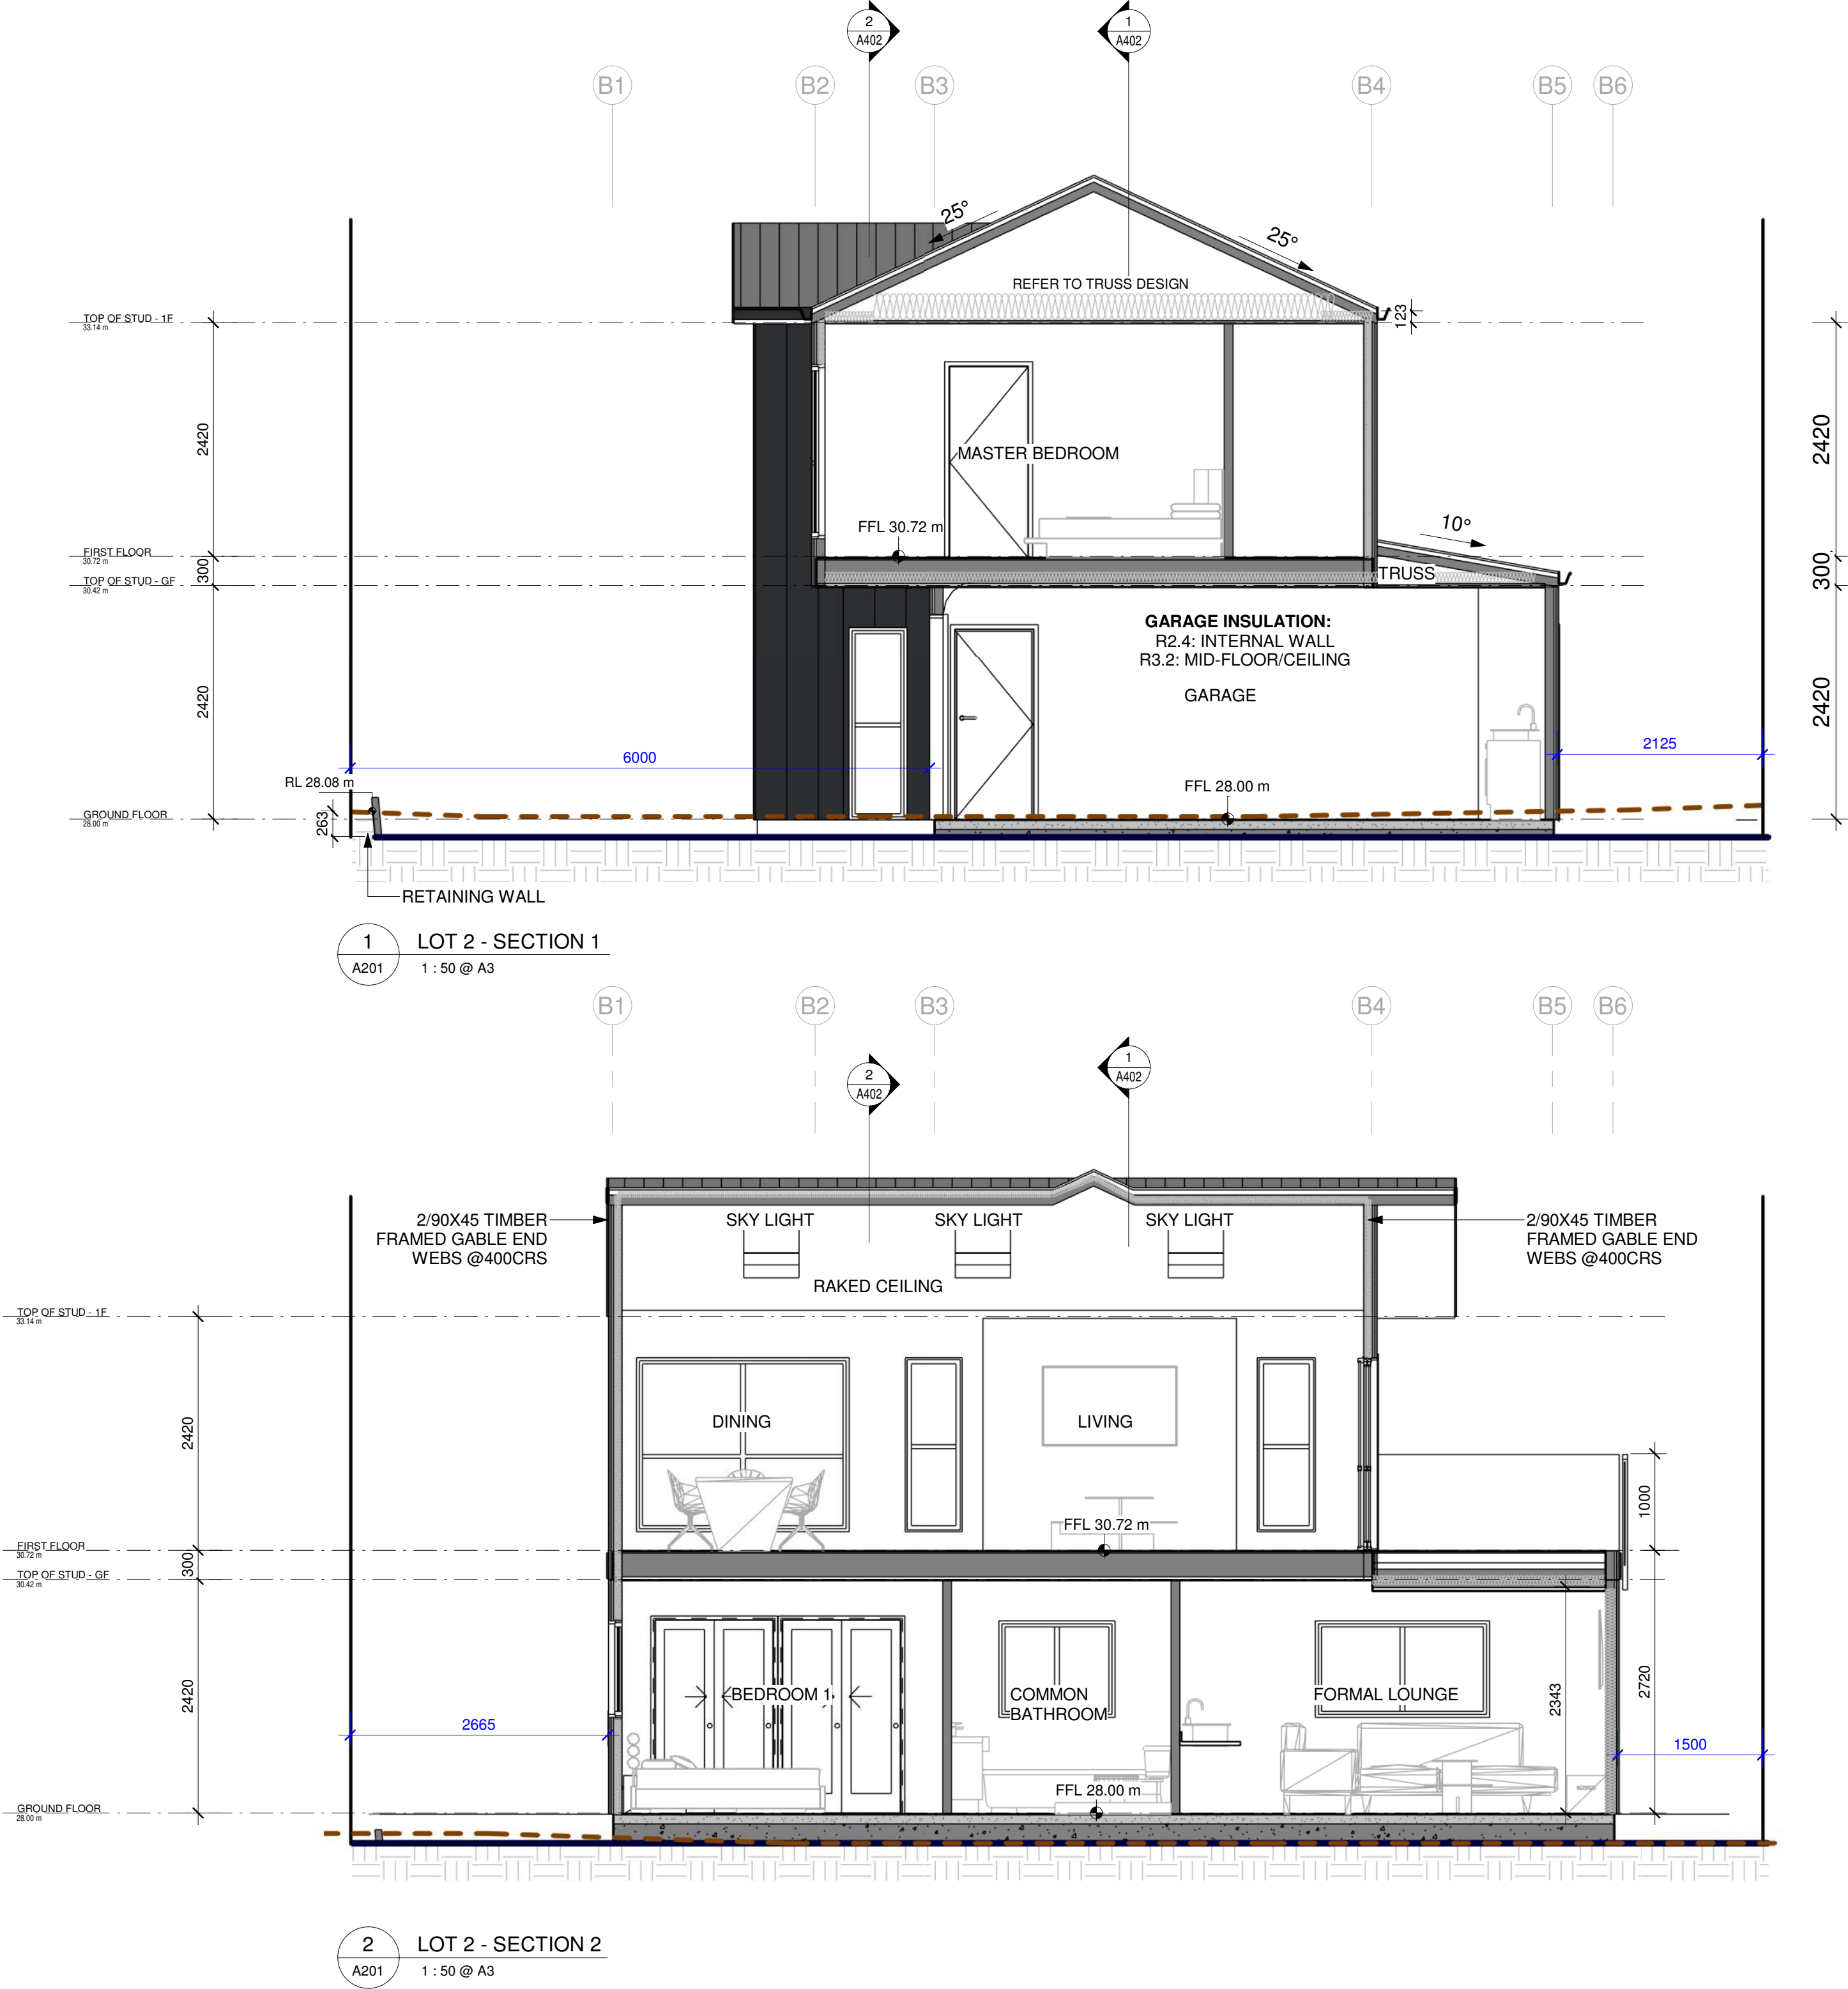 2
A402
1
A402
B1
B2
B3
B4
B5
B6
25°
25°
REFER TO TRUSS DESIGN
123
TOP OF STUD - 1F
33.14 m
2420
2420
MASTER BEDROOM
FFL 30.72 m
10°
FIRST FLOOR
30.72 m
300
300
TRUSS
TOP OF STUD - GF
30.42 m
GARAGE INSULATION:
R2.4: INTERNAL WALL
R3.2: MID-FLOOR/CEILING
GARAGE
2420
2420
6000
2125
RL 28.08 m
FFL 28.00 m
GROUND FLOOR
28.00 m
263
RETAINING WALL
1
A201
LOT 2 - SECTION 1
1 : 50 @ A3
B1
B2
B3
B4
B5
B6
2
A402
1
A402
2/90X45 TIMBER
FRAMED GABLE END
WEBS @400CRS
SKY LIGHT
SKY LIGHT
SKY LIGHT
2/90X45 TIMBER
FRAMED GABLE END
WEBS @400CRS
RAKED CEILING
TOP OF STUD - 1F
33.14 m
2420
DINING
LIVING
1000
FFL 30.72 m
FIRST FLOOR
30.72 m
300
TOP OF STUD - GF
30.42 m
2420
BEDROOM 1
COMMON
BATHROOM
FORMAL LOUNGE
2343
2720
2665
1500
FFL 28.00 m
GROUND FLOOR
28.00 m
2
A201
LOT 2 - SECTION 2
1 : 50 @ A3